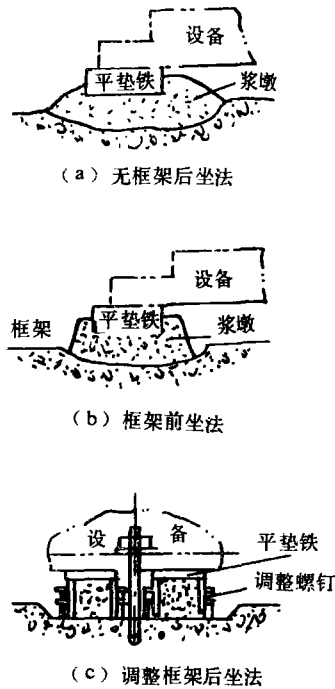 设备
平垫铁
浆墩
（a）无框架后坐法
设备
框架
平垫铁
浆墩
（b）框架前坐法
设 备
平垫铁
调整螺钉
（c）调整框架后坐法